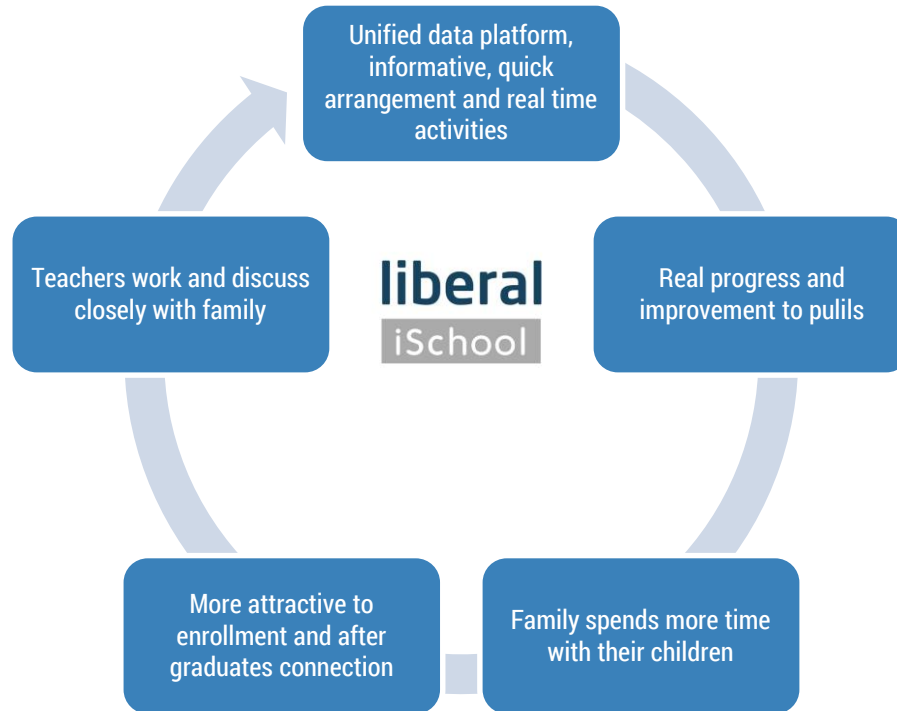 Unified data platform,
informative, quick
arrangement and real time
activities
Teachers work and discuss
closely with family
liberal
iSchool
Real progress and
improvement to pulils
More attractive to
enrollment and after
graduates connection
Family spends more time
with their children